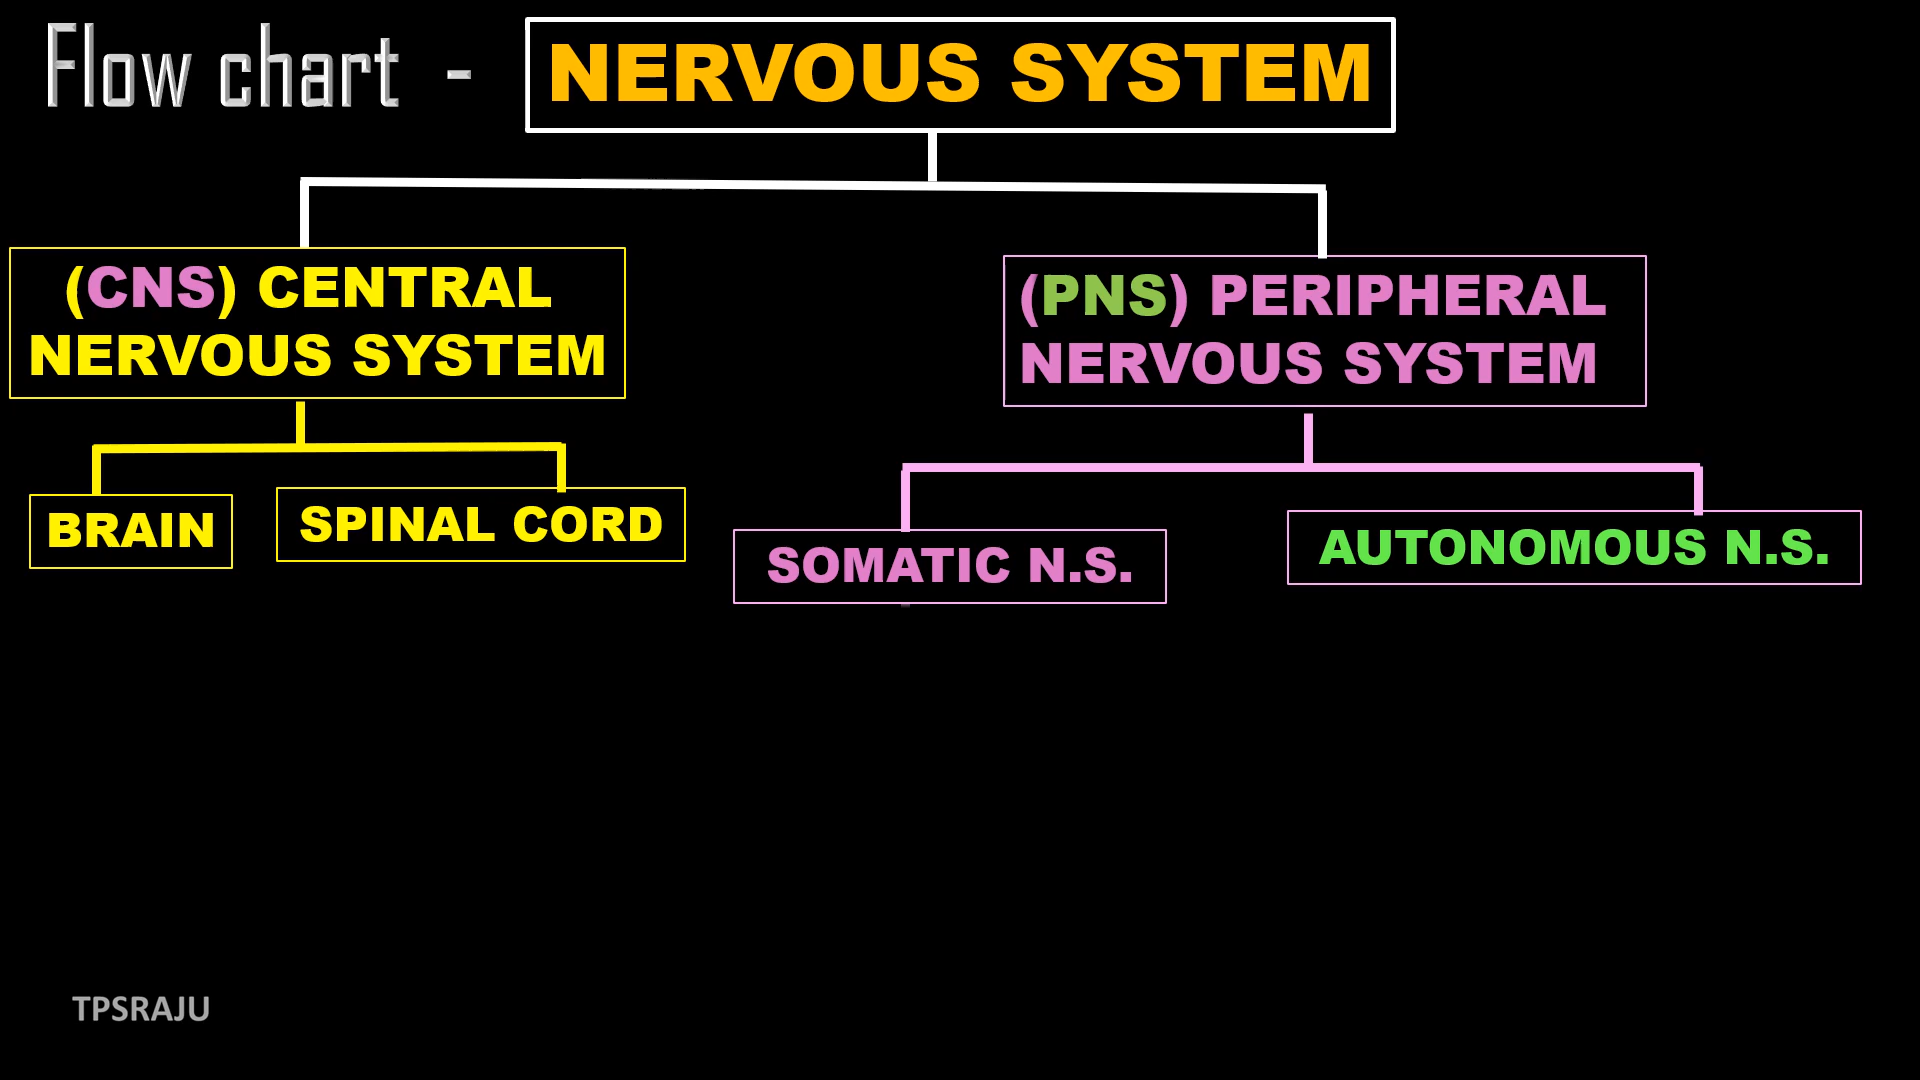 Flow chart - NERVOUS SYSTEM
(CNS) CENTRAL
NERVOUS SYSTEM
(PNS) PERIPHERAL
NERVOUS SYSTEM
BRAIN
SPINAL CORD
SOMATIC N.S.
AUTONOMOUS N.S.
TPSRAJU